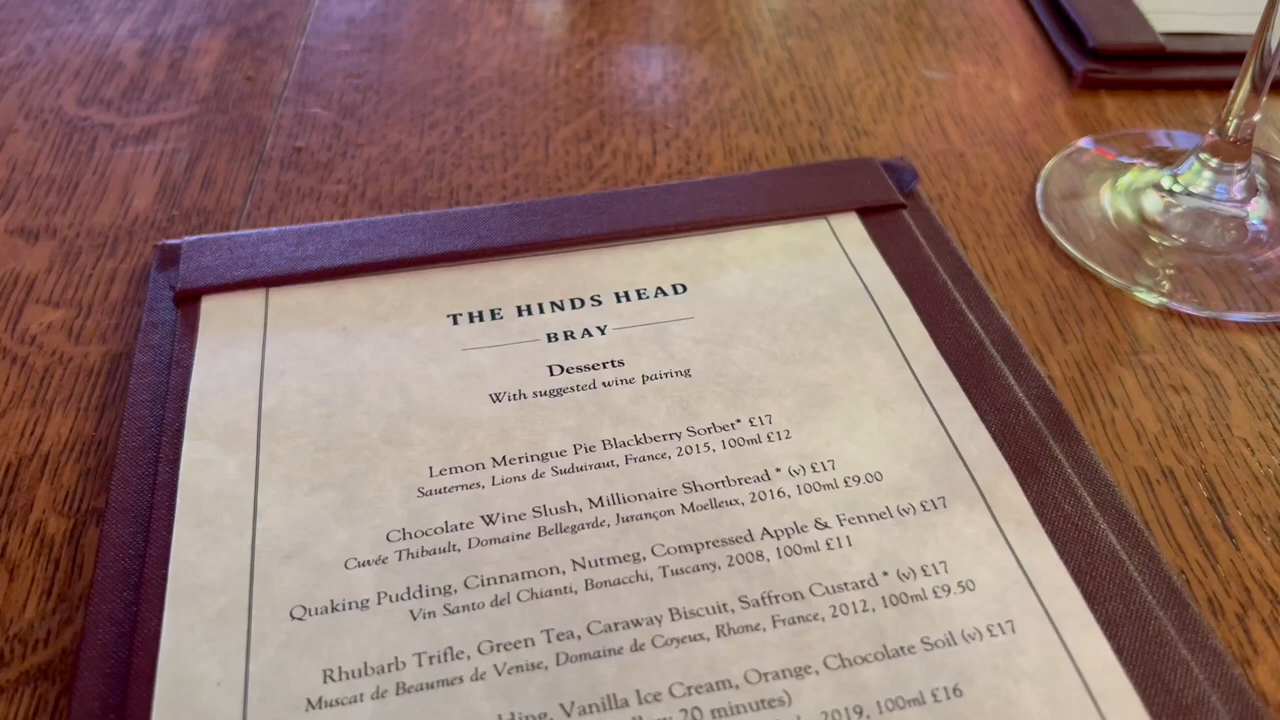 THE HINDS HEAD
BRAY
Desserts
With suggested wine pairing
Lemon Meringue Pie Blackberry Sorbet* £17
Sauternes, Lions de Suduiraut, France, 2015, 100ml £12
Chocolate Wine Slush, Millionaire Shortbread * (v) £17
Cuvée Thibault, Domaine Bellegarde, Jurançon Moelleux, 2016, 100ml £9.00
Quaking Pudding, Cinnamon, Nutmeg, Compressed Apple & Fennel (v) £17
Vin Santo del Chianti, Bonacchi, Tuscany, 2008, 100ml £11
Rhubarb Trifle, Green Tea, Caraway Biscuit, Saffron Custard * (v) £17
Muscat de Beaumes de Venise, Domaine de Coyeux, Rhone, France, 2012, 100ml £9.50
Vanilla Ice Cream, Orange, Chocolate Soil (v) £17
20 minutes)
2019, 100ml £16